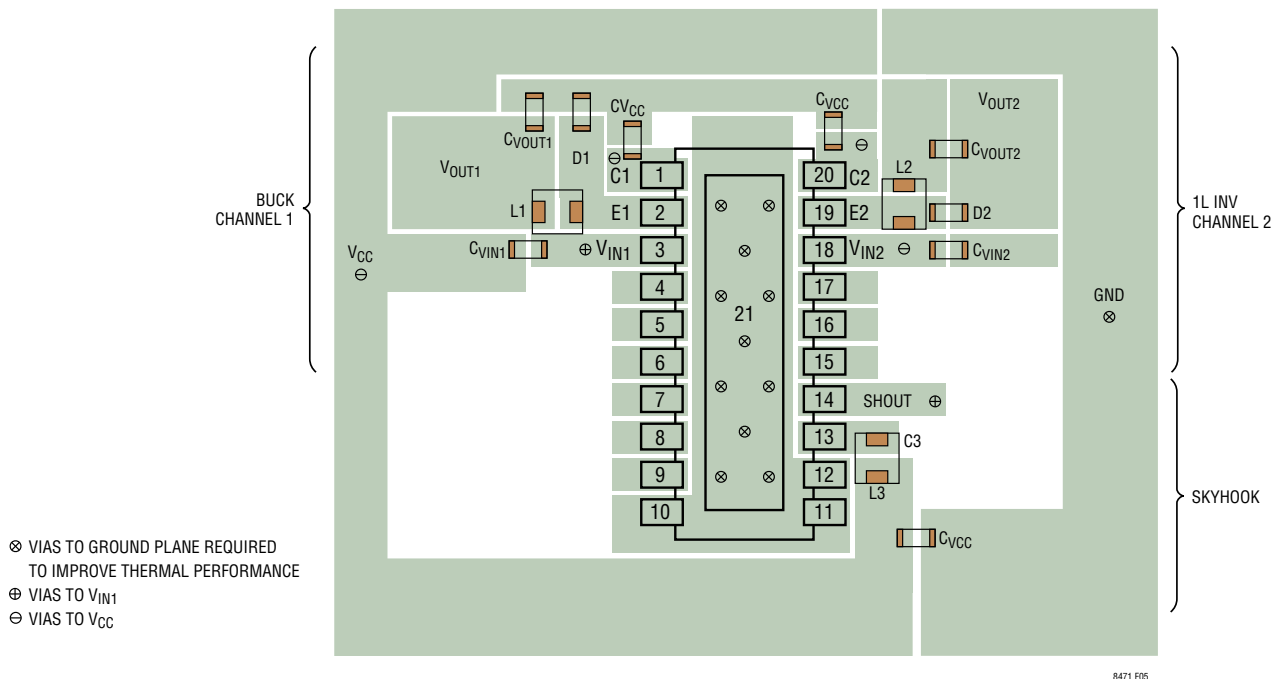 CVCC
CVCC
VOUT2
CVOUT1
D1
CVOUT2
VOUT1
C1
1
20
C2
L2
BUCK
CHANNEL 1
L1
E1
2
19
E2
D2
1L INV
CHANNEL 2
VCC
CVIN1
VIN1
3
18
VIN2
CVIN2
4
17
GND
5
21
16
6
15
7
14
SHOUT
8
13
C3
9
12
L3
SKYHOOK
10
11
CVCC
VIAS TO GROUND PLANE REQUIRED
TO IMPROVE THERMAL PERFORMANCE
VIAS TO VIN1
VIAS TO VCC
8471 F05